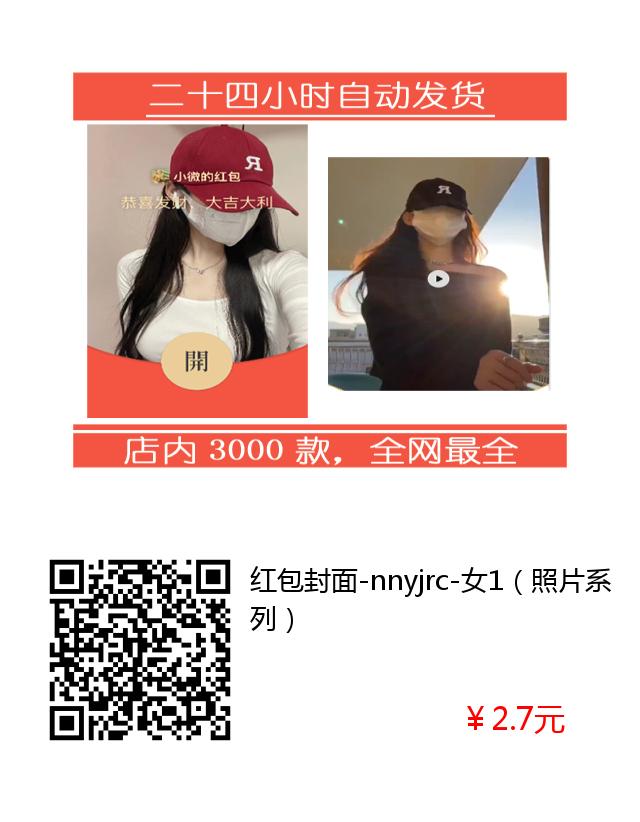 二十四小时自动发货
小微的红包
恭喜发财，大吉大利
開
店内 3000 款，全网最全
红包封面-nnyjrc-女1（照片系
列）
¥ 2.7元